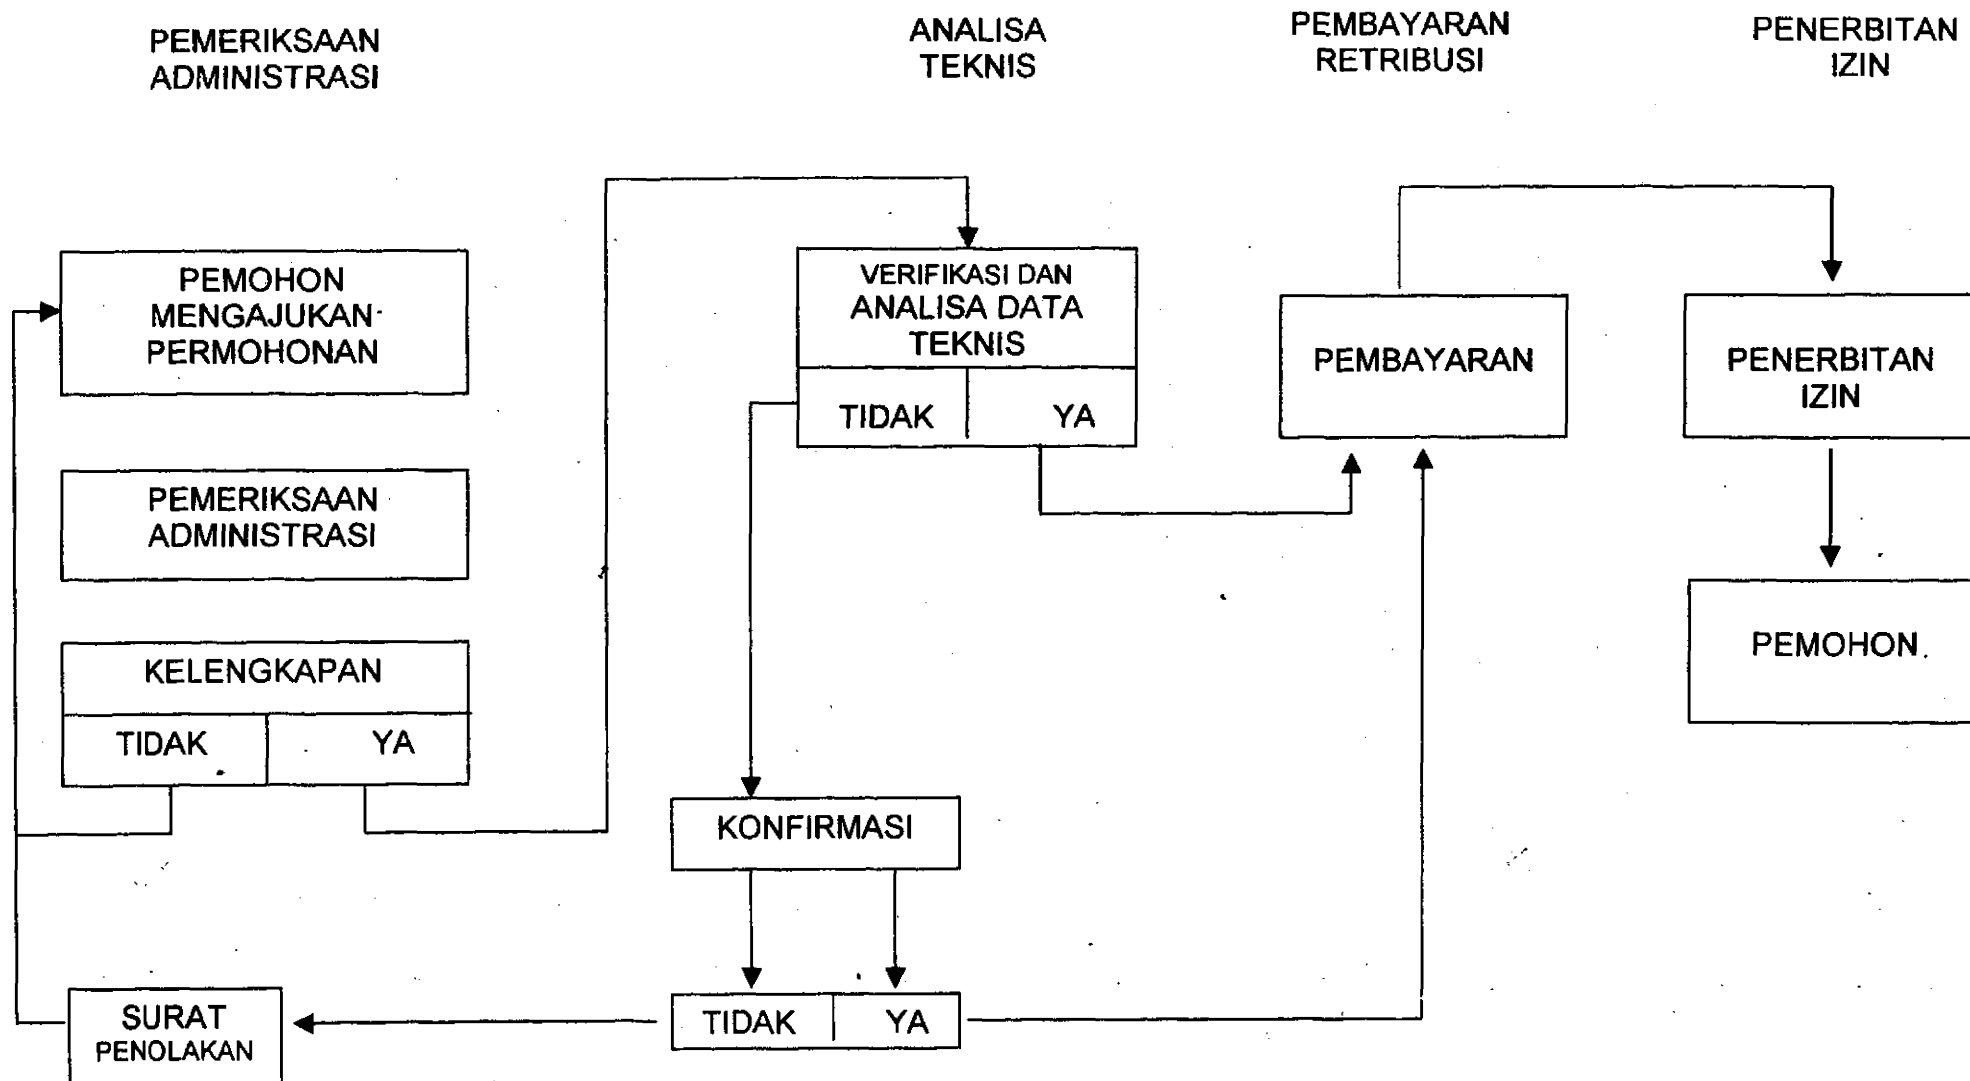 PEMERIKSAAN
ADMINISTRASI
ANALISA
TEKNIS
PEMBAYARAN
RETRIBUSI
PENERBITAN
IZIN
PEMOHON
MENGAJUKAN
PERMOHONAN
PEMERIKSAAN
ADMINISTRASI
KELENGKAPAN
TIDAK YA
VERIFIKASI DAN
ANALISA DATA
TEKNIS
TIDAK YA
KONFIRMASI
TIDAK YA
SURAT
PENOLAKAN
PEMBAYARAN
PENERBITAN
IZIN
PEMOHON